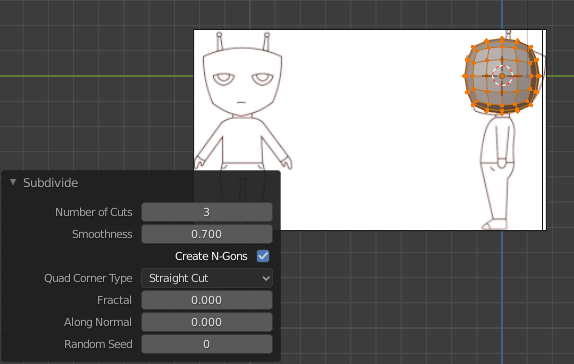 Subdivide
Number of Cuts 3
Smoothness 0.700
Create N-Gons
Quad Corner Type Straight Cut
Fractal 0.000
Along Normal 0.000
Random Seed 0